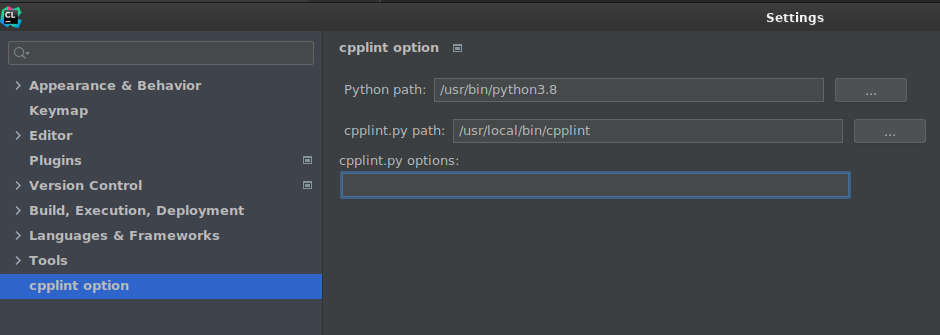 CL
Settings
Appearance & Behavior
Keymap
Editor
Plugins
Version Control
Build, Execution, Deployment
Languages & Frameworks
Tools
cpplint option
cpplint option
Python path: /usr/bin/python3.8 ...
cpplint.py path: /usr/local/bin/cpplint ...
cpplint.py options: